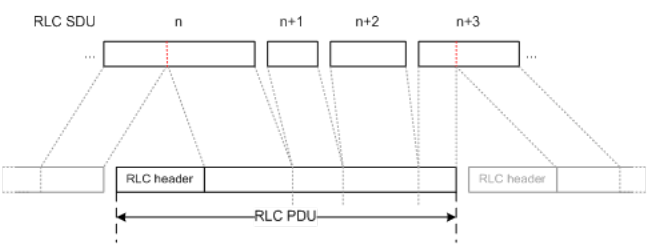 RLC SDU n n+1 n+2 n+3
... ...
RLC header RLC header
RLC PDU